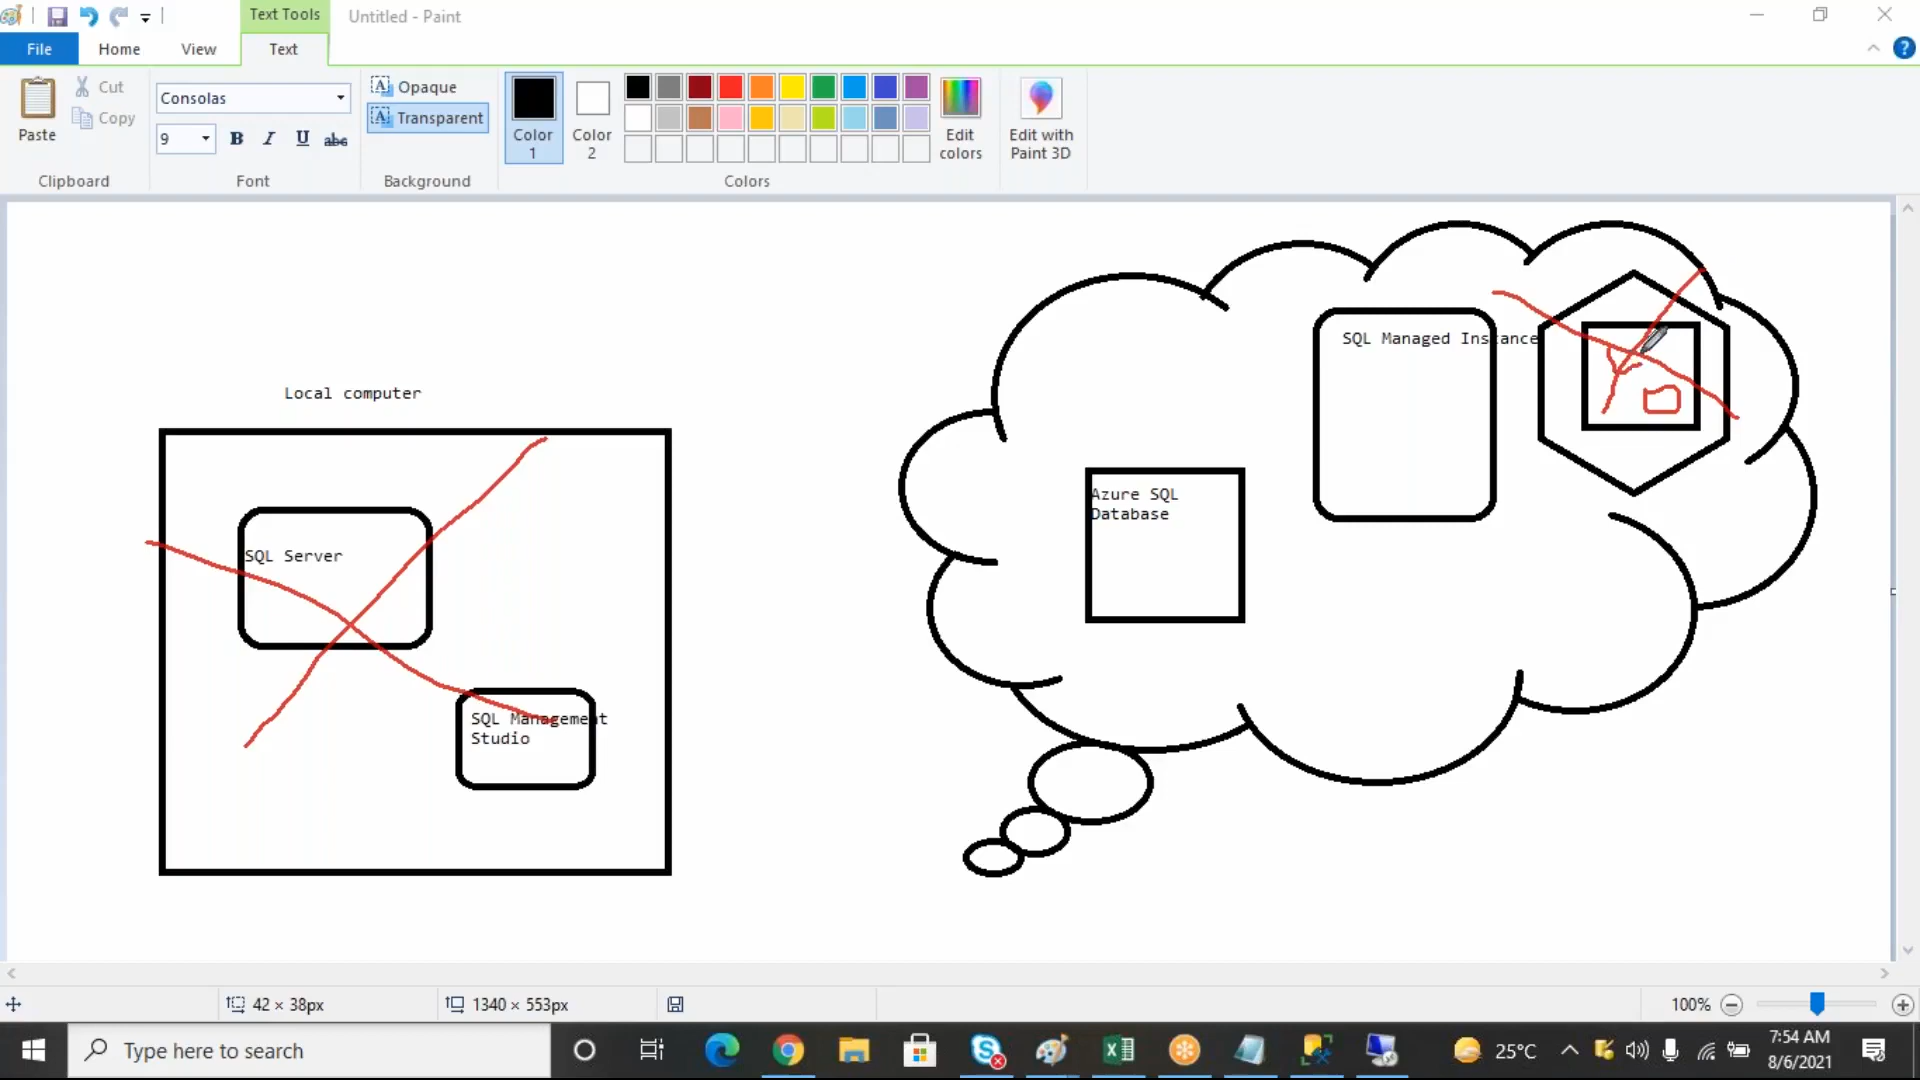 Text Tools
Untitled - Paint
File
Home
View
Text
?
Paste
Cut
Copy
Clipboard
Consolas
9
B
I
U
abc
Font
A Opaque
A Transparent
Background
Color
1
Color
2
Edit
colors
Colors
Edit with
Paint 3D
Local computer
SQL Server
SQL Management
Studio
Azure SQL
Database
SQL Managed Instance
42 × 38px
1340 × 553px
100%
Type here to search
25°C
7:54 AM
8/6/2021